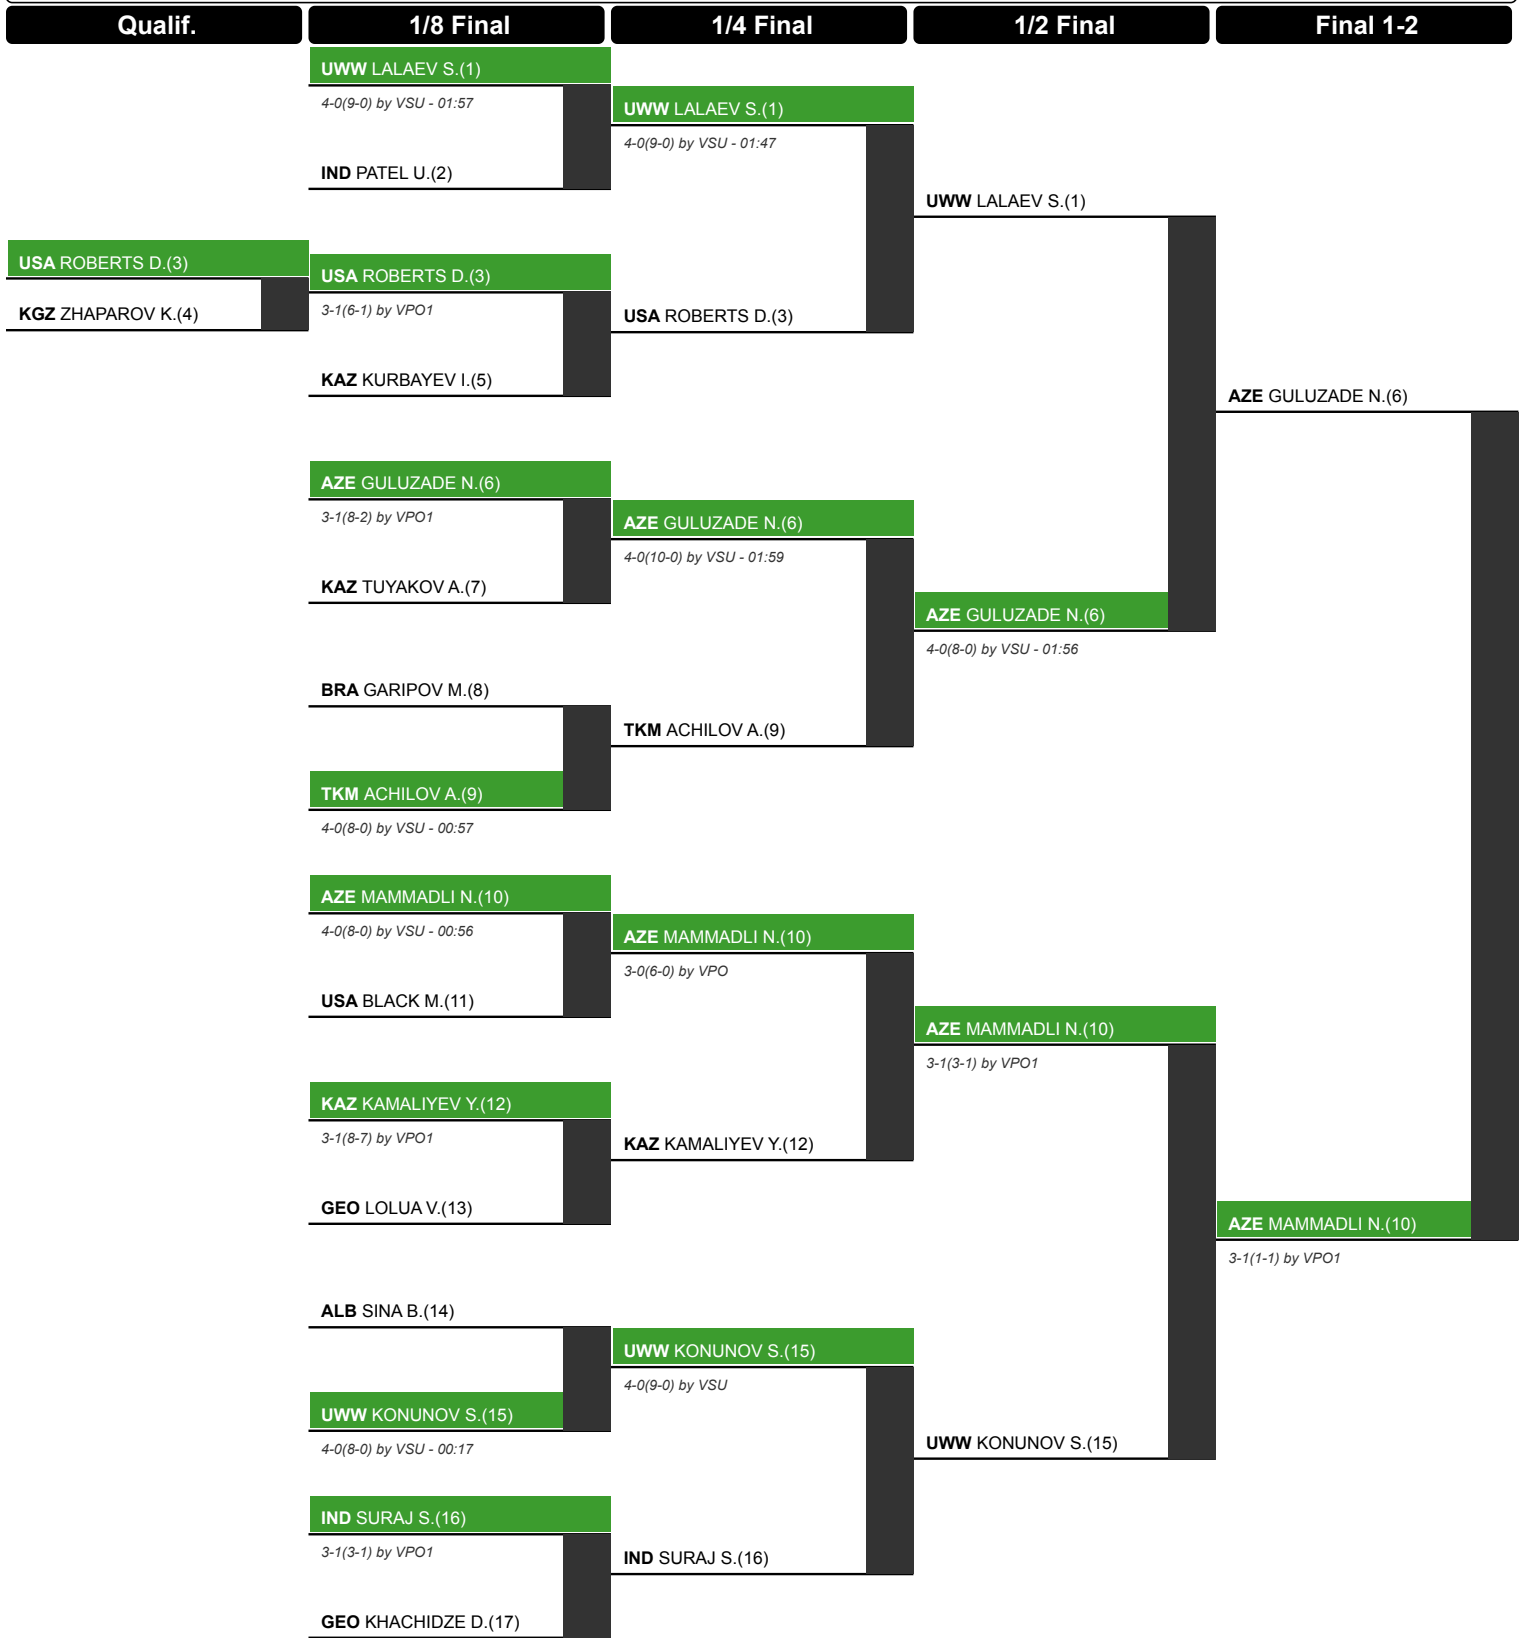 Qualif.
1/8 Final
1/4 Final
1/2 Final
Final 1-2
USA ROBERTS D.(3)
KGZ ZHAPAROV K.(4)
UWW LALAEV S.(1)
4-0(9-0) by VSU - 01:57
IND PATEL U.(2)
USA ROBERTS D.(3)
3-1(6-1) by VPO1
KAZ KURBAYEV I.(5)
AZE GULUZADE N.(6)
3-1(8-2) by VPO1
KAZ TUYAKOV A.(7)
BRA GARIPOV M.(8)
TKM ACHILOV A.(9)
4-0(8-0) by VSU - 00:57
AZE MAMMADLI N.(10)
4-0(8-0) by VSU - 00:56
USA BLACK M.(11)
KAZ KAMALIYEV Y.(12)
3-1(8-7) by VPO1
GEO LOLUA V.(13)
ALB SINA B.(14)
UWW KONUNOV S.(15)
4-0(8-0) by VSU - 00:17
IND SURAJ S.(16)
3-1(3-1) by VPO1
GEO KHACHIDZE D.(17)
UWW LALAEV S.(1)
4-0(9-0) by VSU - 01:47
USA ROBERTS D.(3)
AZE GULUZADE N.(6)
4-0(10-0) by VSU - 01:59
TKM ACHILOV A.(9)
AZE MAMMADLI N.(10)
3-0(6-0) by VPO
KAZ KAMALIYEV Y.(12)
UWW KONUNOV S.(15)
4-0(9-0) by VSU
IND SURAJ S.(16)
UWW LALAEV S.(1)
AZE GULUZADE N.(6)
4-0(8-0) by VSU - 01:56
AZE MAMMADLI N.(10)
3-1(3-1) by VPO1
UWW KONUNOV S.(15)
AZE GULUZADE N.(6)
AZE MAMMADLI N.(10)
3-1(1-1) by VPO1